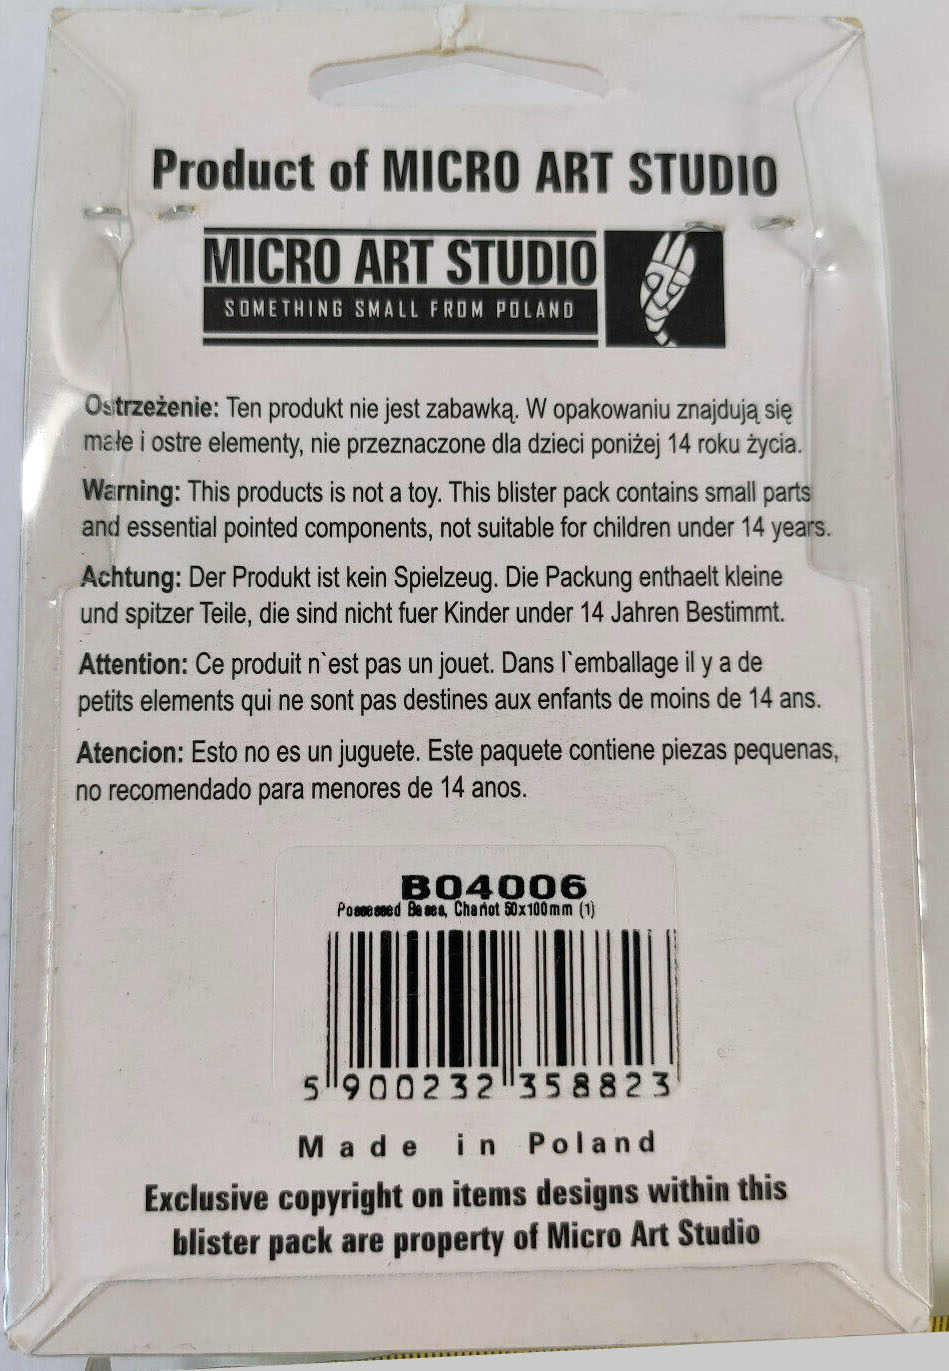 Product of MICRO ART STUDIO
MICRO ART STUDIO
SOMETHING SMALL FROM POLAND
Ostrzeżenie: Ten produkt nie jest zabawką. W opakowaniu znajdują się
małe i ostre elementy, nie przeznaczone dla dzieci poniżej 14 roku życia.
Warning: This products is not a toy. This blister pack contains small parts
and essential pointed components, not suitable for children under 14 years.
Achtung: Der Produkt ist kein Spielzeug. Die Packung enthaelt kleine
und spitzer Teile, die sind nicht fuer Kinder under 14 Jahren Bestimmt.
Attention: Ce produit n`est pas un jouet. Dans l`emballage il y a de
petits elements qui ne sont pas destines aux enfants de moins de 14 ans.
Atencion: Esto no es un juguete. Este paquete contiene piezas pequenas,
no recomendado para menores de 14 anos.
B04006
Possessed Bases, Chariot 50x100mm (1)
5 900232 358823
Made in Poland
Exclusive copyright on items designs within this
blister pack are property of Micro Art Studio